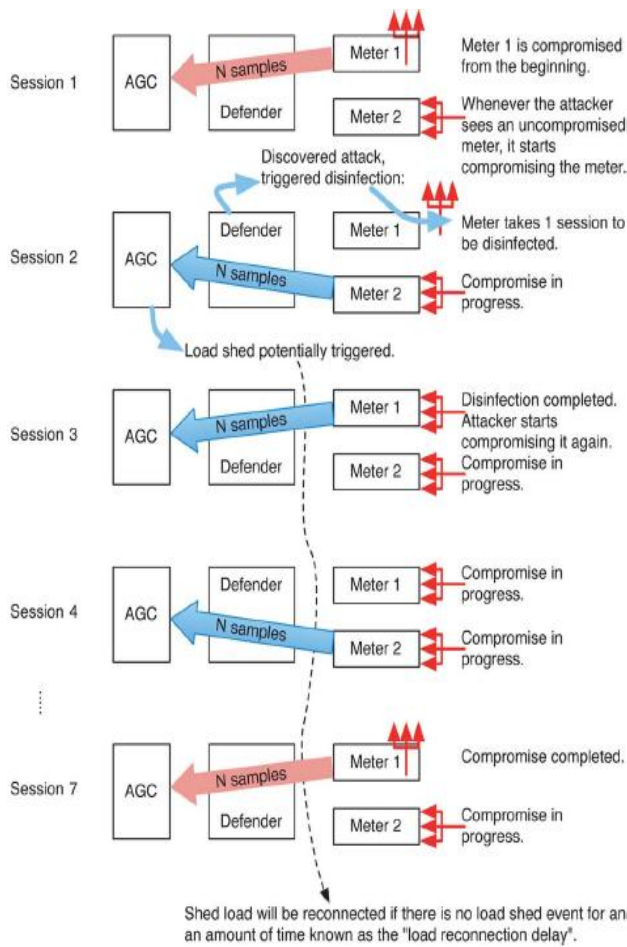 Session 1
AGC
N samples
Defender
Meter 1
Meter 2
Meter 1 is compromised
from the beginning.
Whenever the attacker
sees an uncompromised
meter, it starts
compromising the meter.
Discovered attack,
triggered disinfection:
Session 2
AGC
Defender
N samples
Meter 1
Meter 2
Meter takes 1 session to
be disinfected.
Compromise in
progress.
Load shed potentially triggered.
Session 3
AGC
N samples
Defender
Meter 1
Meter 2
Disinfection completed.
Attacker starts
compromising it again.
Compromise in
progress.
Session 4
AGC
Defender
N samples
Meter 1
Meter 2
Compromise in
progress.
Compromise in
progress.
.....
Session 7
AGC
N samples
Defender
Meter 1
Meter 2
Compromise completed.
Compromise in
progress.
Shed load will be reconnected if there is no load shed event for an
an amount of time known as the "load reconnection delay".